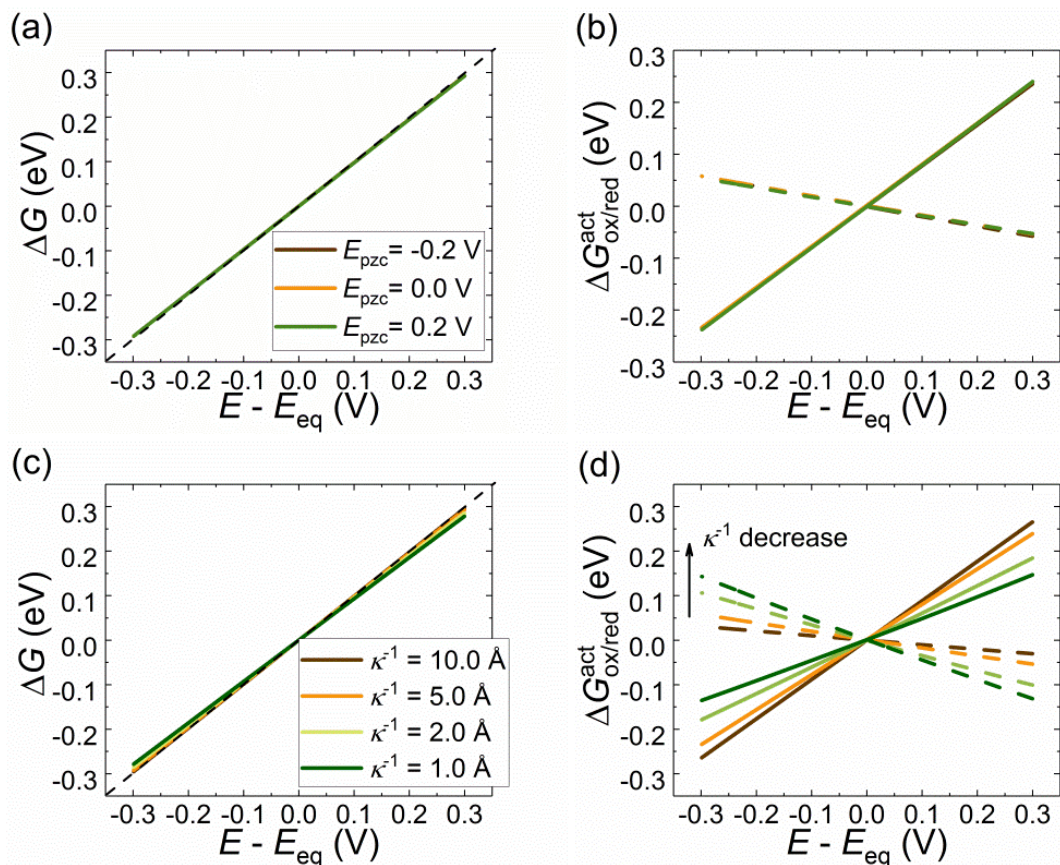 (a)
ΔG (eV)
0.3
0.2
0.1
0.0
-0.1
-0.2
-0.3
E_pzc= -0.2 V
E_pzc= 0.0 V
E_pzc= 0.2 V
-0.3 -0.2 -0.1 0.0 0.1 0.2 0.3
E - E_eq (V)
(b)
ΔG^act_ox/red (eV)
0.3
0.2
0.1
0.0
-0.1
-0.2
-0.3
-0.3 -0.2 -0.1 0.0 0.1 0.2 0.3
E - E_eq (V)
(c)
ΔG (eV)
0.3
0.2
0.1
0.0
-0.1
-0.2
-0.3
κ⁻¹ = 10.0 Å
κ⁻¹ = 5.0 Å
κ⁻¹ = 2.0 Å
κ⁻¹ = 1.0 Å
-0.3 -0.2 -0.1 0.0 0.1 0.2 0.3
E - E_eq (V)
(d)
ΔG^act_ox/red (eV)
0.3
0.2
0.1
0.0
-0.1
-0.2
-0.3
κ⁻¹ decrease
-0.3 -0.2 -0.1 0.0 0.1 0.2 0.3
E - E_eq (V)